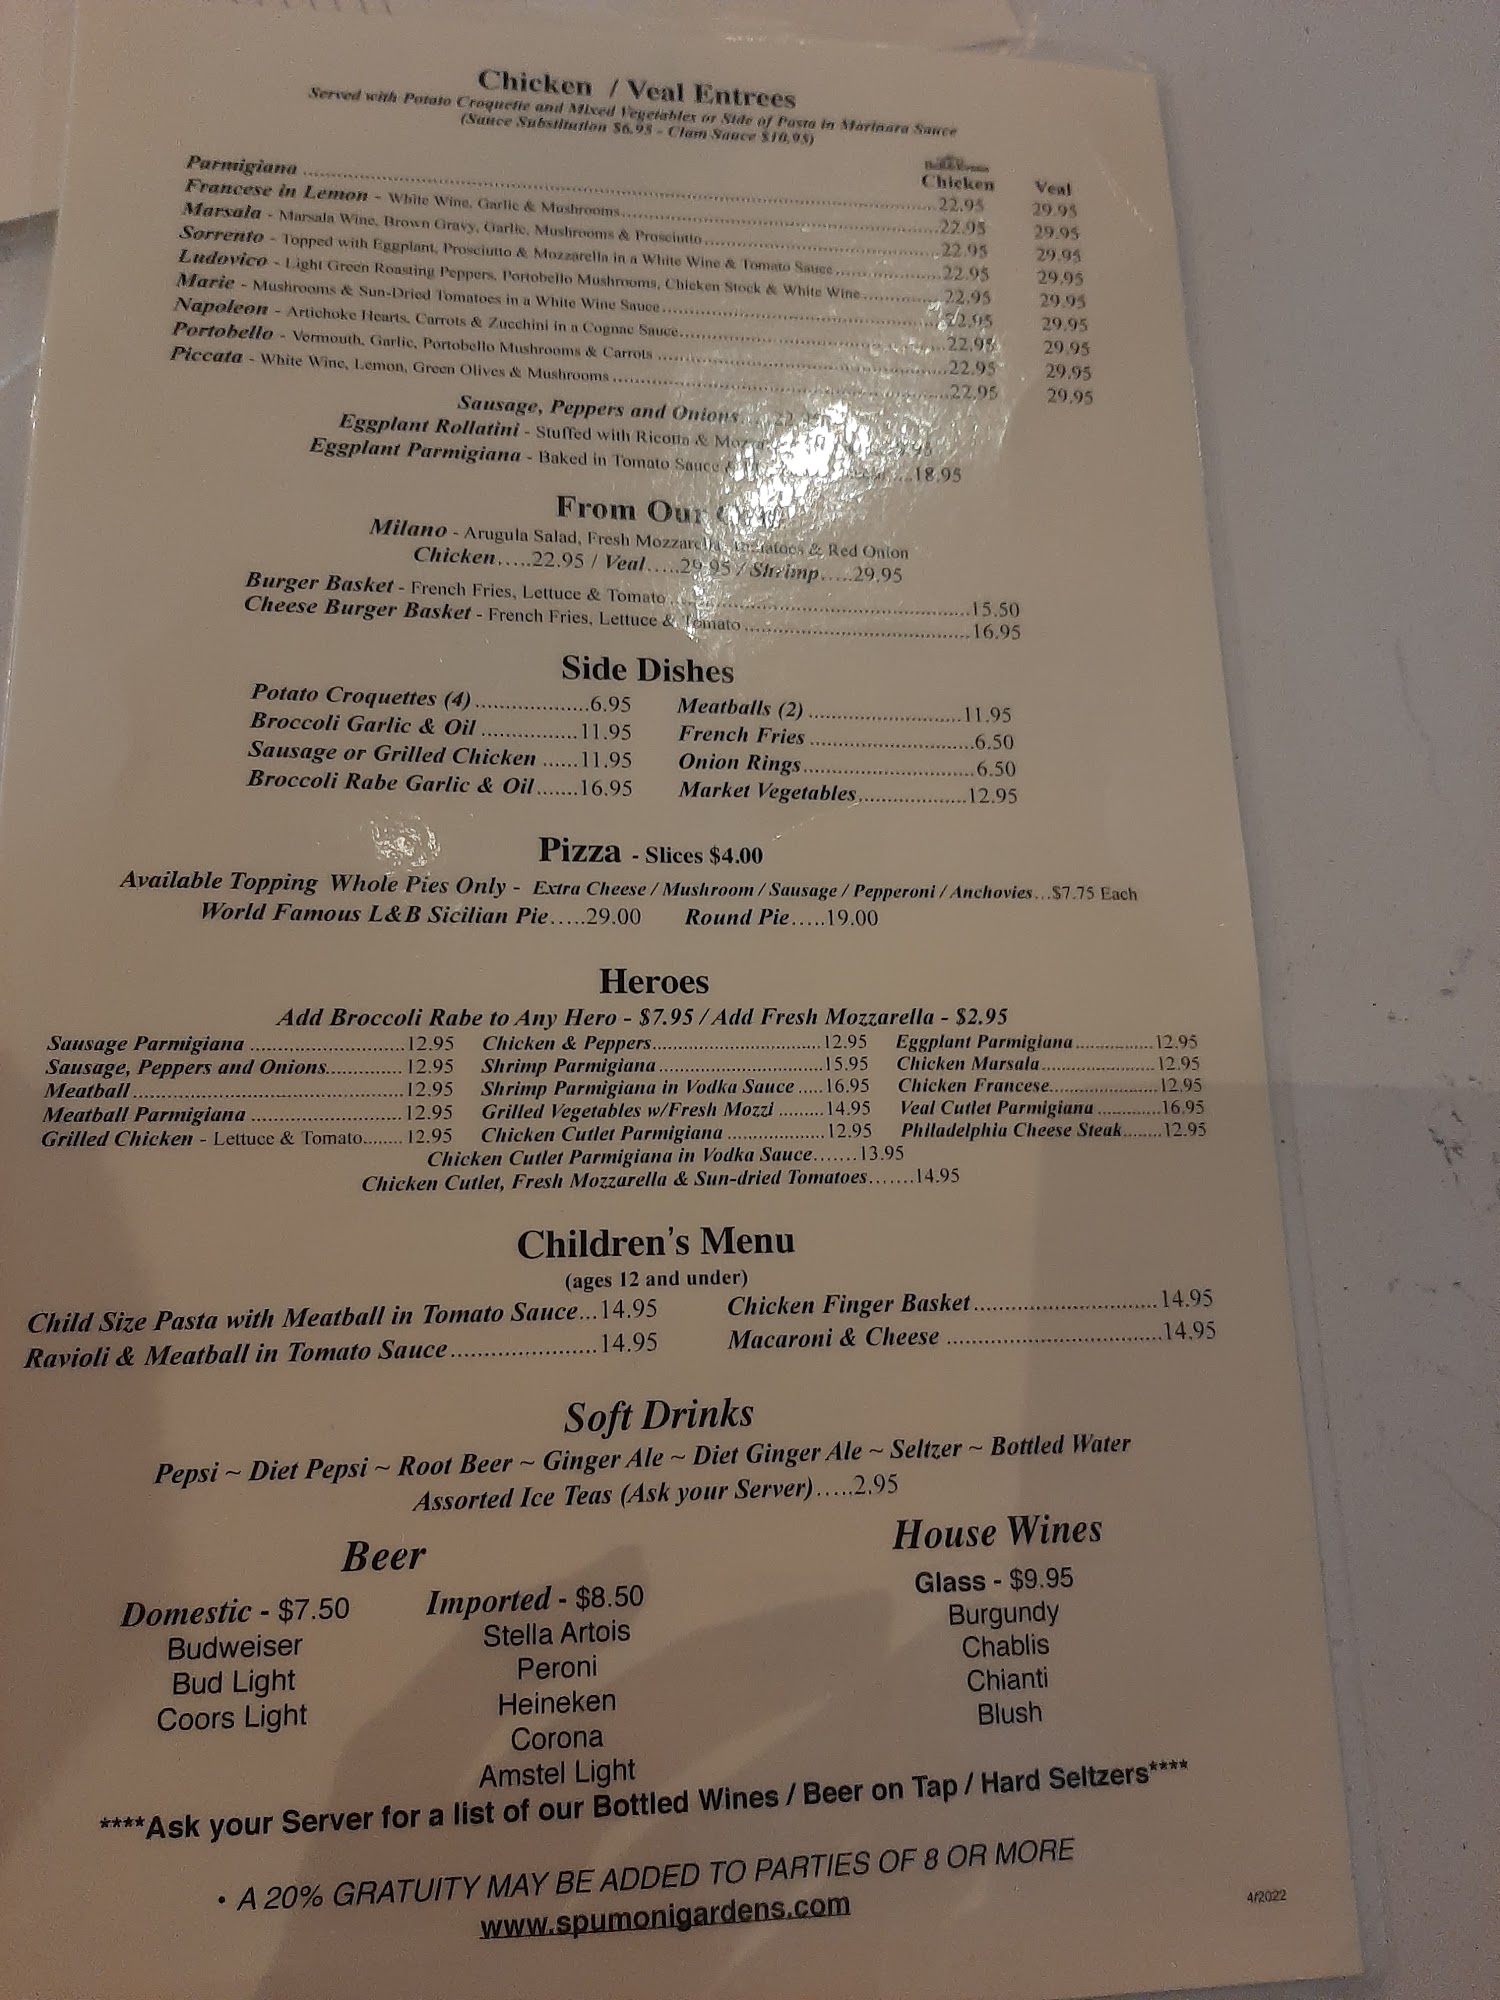 Chicken / Veal Entrees
Served with Potato Croquette and Mixed Vegetables or Side of Pasta in Marinara Sauce
(Sauce Substitution $6.95 - Clam Sauce $10.95)
Chicken Veal
Parmigiana ..... 22.95 29.95
Francese in Lemon - White Wine, Garlic & Mushrooms ..... 22.95 29.95
Marsala - Marsala Wine, Brown Gravy, Garlic, Mushrooms & Prosciutto ..... 22.95 29.95
Sorrento - Topped with Eggplant, Prosciutto & Mozzarella in a White Wine & Tomato Sauce ..... 22.95 29.95
Ludovico - Light Green Roasting Peppers, Portobello Mushrooms, Chicken Stock & White Wine ..... 22.95 29.95
Marie - Mushrooms & Sun-Dried Tomatoes in a White Wine Sauce ..... 22.95 29.95
Napoleon - Artichoke Hearts, Carrots & Zucchini in a Cognac Sauce ..... 22.95 29.95
Portobello - Vermouth, Garlic, Portobello Mushrooms & Carrots ..... 22.95 29.95
Piccata - White Wine, Lemon, Green Olives & Mushrooms ..... 22.95 29.95
Sausage, Peppers and Onions
Eggplant Rollatini - Stuffed with Ricotta &
Eggplant Parmigiana - Baked in Tomato Sauce ..... 18.95
From Our
Milano - Arugula Salad, Fresh Mozzarella, Tomatoes & Red Onion
Chicken.....22.95 / Veal.....29.95 / Shrimp.....29.95
Burger Basket - French Fries, Lettuce & Tomato ..... 15.50
Cheese Burger Basket - French Fries, Lettuce & Tomato ..... 16.95
Side Dishes
Potato Croquettes (4) ..... 6.95 Meatballs (2) ..... 11.95
Broccoli Garlic & Oil ..... 11.95 French Fries ..... 6.50
Sausage or Grilled Chicken ..... 11.95 Onion Rings ..... 6.50
Broccoli Rabe Garlic & Oil ..... 16.95 Market Vegetables ..... 12.95
Pizza - Slices $4.00
Available Topping Whole Pies Only - Extra Cheese / Mushroom / Sausage / Pepperoni / Anchovies...$7.75 Each
World Famous L&B Sicilian Pie.....29.00 Round Pie.....19.00
Heroes
Add Broccoli Rabe to Any Hero - $7.95 / Add Fresh Mozzarella - $2.95
Sausage Parmigiana ..... 12.95 Chicken & Peppers ..... 12.95 Eggplant Parmigiana ..... 12.95
Sausage, Peppers and Onions ..... 12.95 Shrimp Parmigiana ..... 15.95 Chicken Marsala ..... 12.95
Meatball ..... 12.95 Shrimp Parmigiana in Vodka Sauce ..... 16.95 Chicken Francese ..... 12.95
Meatball Parmigiana ..... 12.95 Grilled Vegetables w/Fresh Mozzi ..... 14.95 Veal Cutlet Parmigiana ..... 16.95
Grilled Chicken - Lettuce & Tomato ..... 12.95 Chicken Cutlet Parmigiana ..... 12.95 Philadelphia Cheese Steak ..... 12.95
Chicken Cutlet Parmigiana in Vodka Sauce.......13.95
Chicken Cutlet, Fresh Mozzarella & Sun-dried Tomatoes.......14.95
Children's Menu
(ages 12 and under)
Child Size Pasta with Meatball in Tomato Sauce...14.95 Chicken Finger Basket ..... 14.95
Ravioli & Meatball in Tomato Sauce ..... 14.95 Macaroni & Cheese ..... 14.95
Soft Drinks
Pepsi ~ Diet Pepsi ~ Root Beer ~ Ginger Ale ~ Diet Ginger Ale ~ Seltzer ~ Bottled Water
Assorted Ice Teas (Ask your Server).....2.95
Beer
Domestic - $7.50
Budweiser
Bud Light
Coors Light
Imported - $8.50
Stella Artois
Peroni
Heineken
Corona
Amstel Light
House Wines
Glass - $9.95
Burgundy
Chablis
Chianti
Blush
****Ask your Server for a list of our Bottled Wines / Beer on Tap / Hard Seltzers****
• A 20% GRATUITY MAY BE ADDED TO PARTIES OF 8 OR MORE
www.spumonigardens.com
4/2022